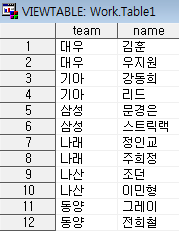 VIEWTABLE: Work.Table1
team name
1 대우 김훈
2 대우 우지원
3 기아 강동희
4 기아 리드
5 삼성 문경은
6 삼성 스트릭랙
7 나래 정인교
8 나래 주희정
9 나산 조던
10 나산 이민형
11 동양 그레이
12 동양 전희철